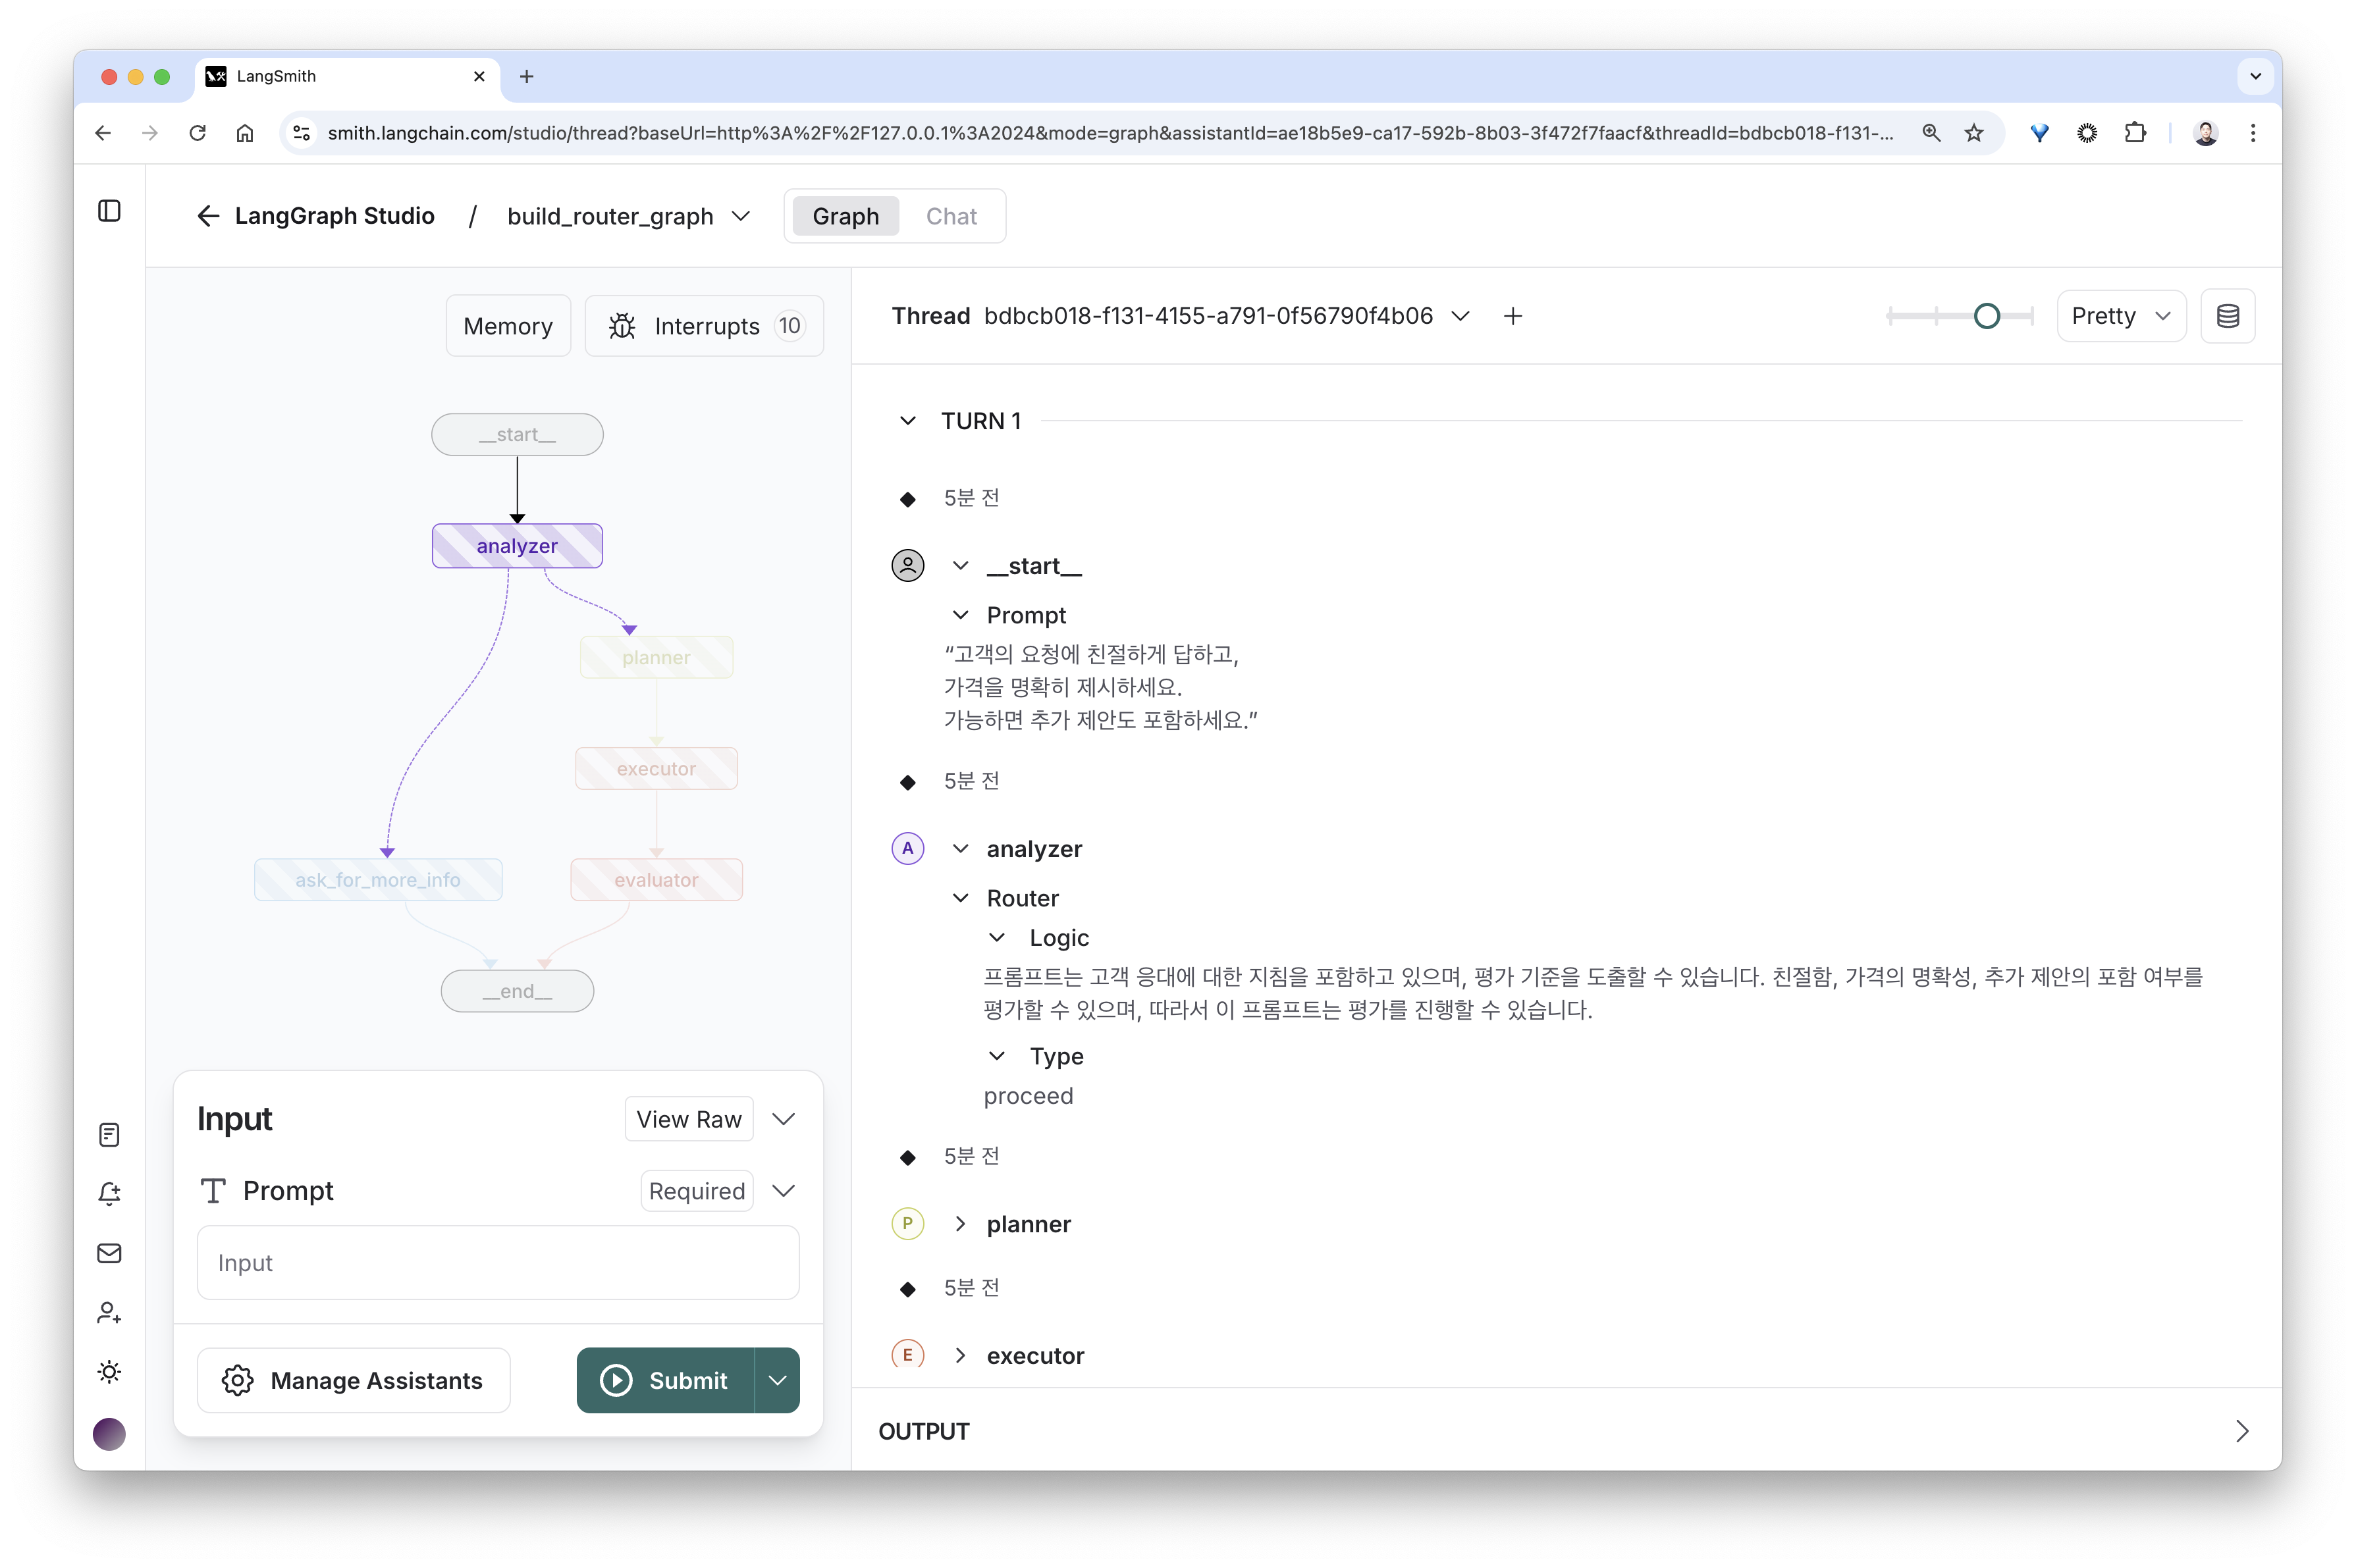 LangSmith
smith.langchain.com/studio/thread?baseUrl=http%3A%2F%2F127.0.0.1%3A2024&mode=graph&assistantId=ae18b5e9-ca17-592b-8b03-3f472f7faacf&threadId=bdbcb018-f131-...
LangGraph Studio / build_router_graph Graph Chat
Memory Interrupts 10
__start__
analyzer
planner
executor
ask_for_more_info evaluator
__end__
Input View Raw
Prompt Required
Input
Manage Assistants Submit
Thread bdbcb018-f131-4155-a791-0f56790f4b06 Pretty
TURN 1
5분 전
__start__
Prompt
“고객의 요청에 친절하게 답하고,
가격을 명확히 제시하세요.
가능하면 추가 제안도 포함하세요.”
5분 전
A analyzer
Router
Logic
프롬프트는 고객 응대에 대한 지침을 포함하고 있으며, 평가 기준을 도출할 수 있습니다. 친절함, 가격의 명확성, 추가 제안의 포함 여부를
평가할 수 있으며, 따라서 이 프롬프트는 평가를 진행할 수 있습니다.
Type
proceed
5분 전
P planner
5분 전
E executor
OUTPUT